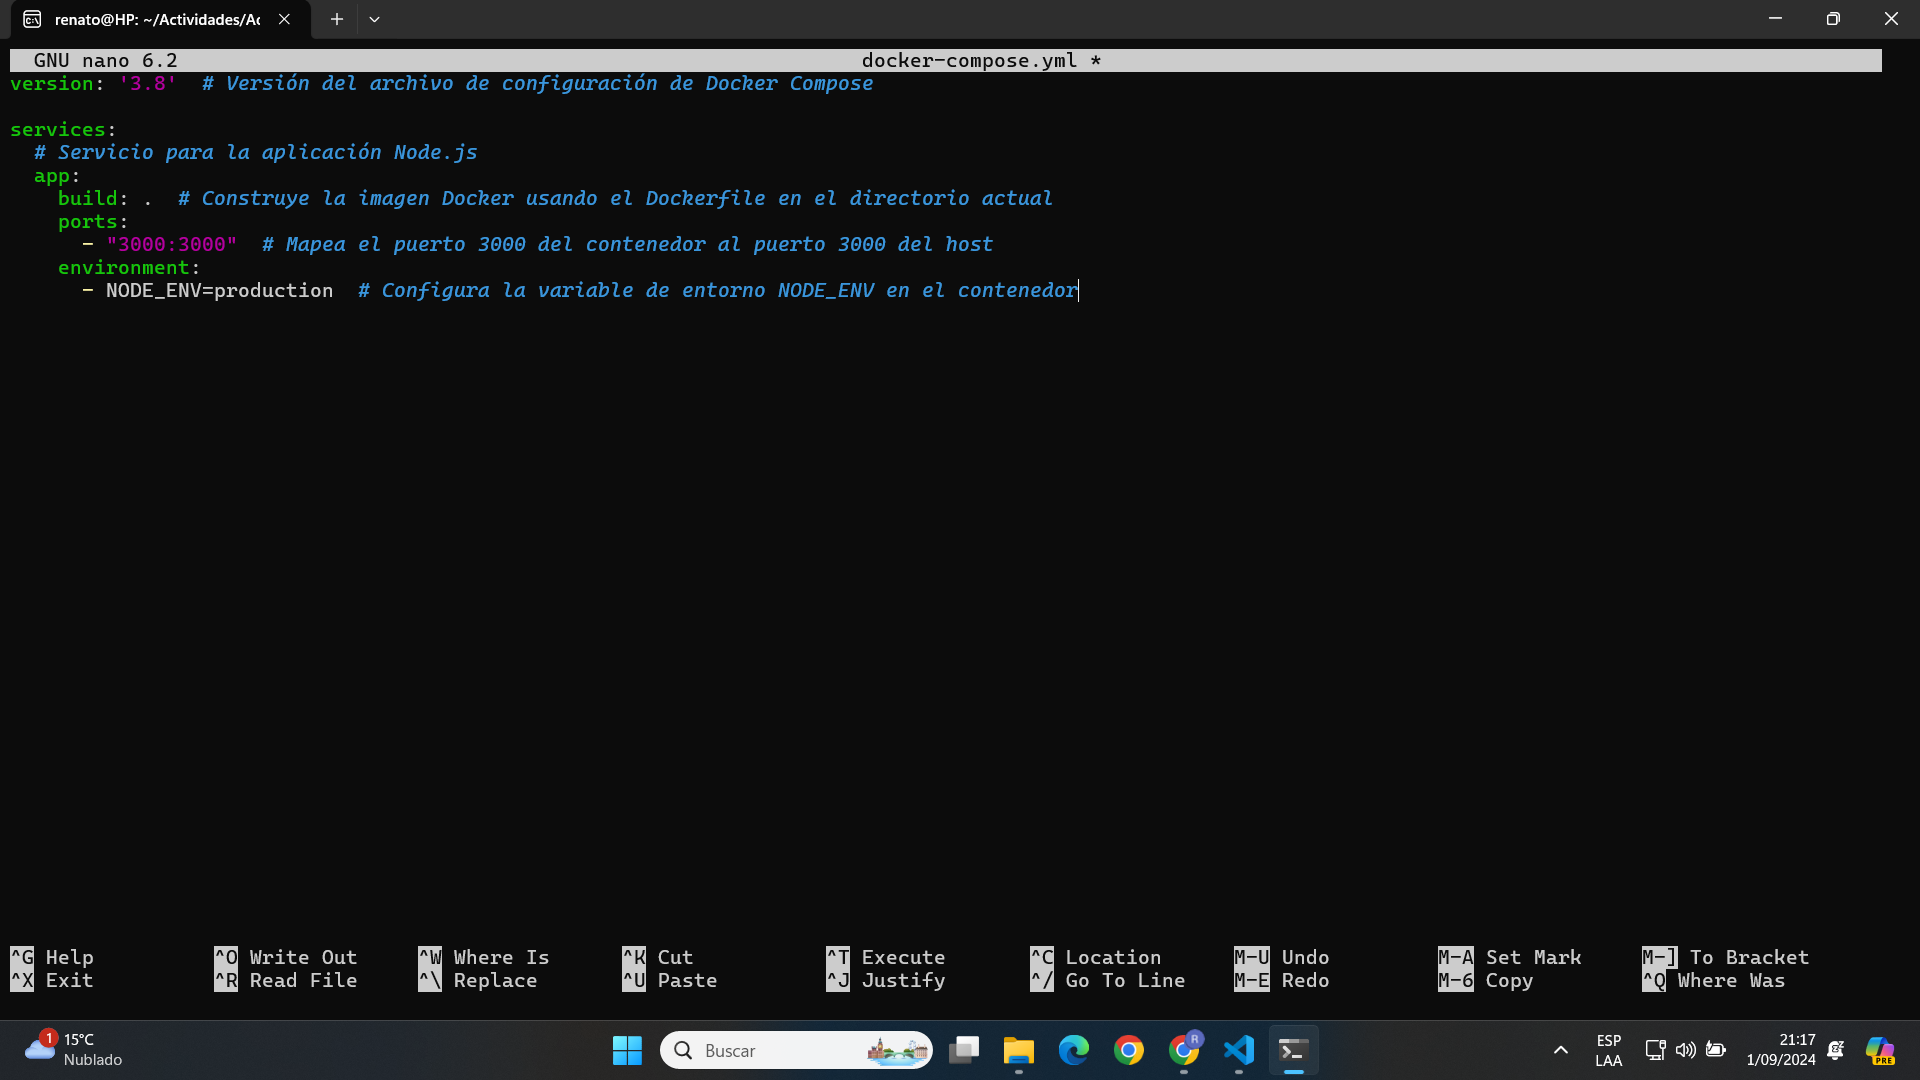 renato@HP: ~/Actividades/Ac
GNU nano 6.2 docker-compose.yml *
version: '3.8'  # Versión del archivo de configuración de Docker Compose
services:
  # Servicio para la aplicación Node.js
  app:
    build: .  # Construye la imagen Docker usando el Dockerfile en el directorio actual
    ports:
      - "3000:3000"  # Mapea el puerto 3000 del contenedor al puerto 3000 del host
    environment:
      - NODE_ENV=production  # Configura la variable de entorno NODE_ENV en el contenedor
^G Help ^O Write Out ^W Where Is ^K Cut ^T Execute ^C Location M-U Undo M-A Set Mark M-] To Bracket
^X Exit ^R Read File ^\ Replace ^U Paste ^J Justify ^/ Go To Line M-E Redo M-6 Copy ^Q Where Was
1 15°C
Nublado
Buscar
R
ESP
LAA
21:17
1/09/2024
PRE